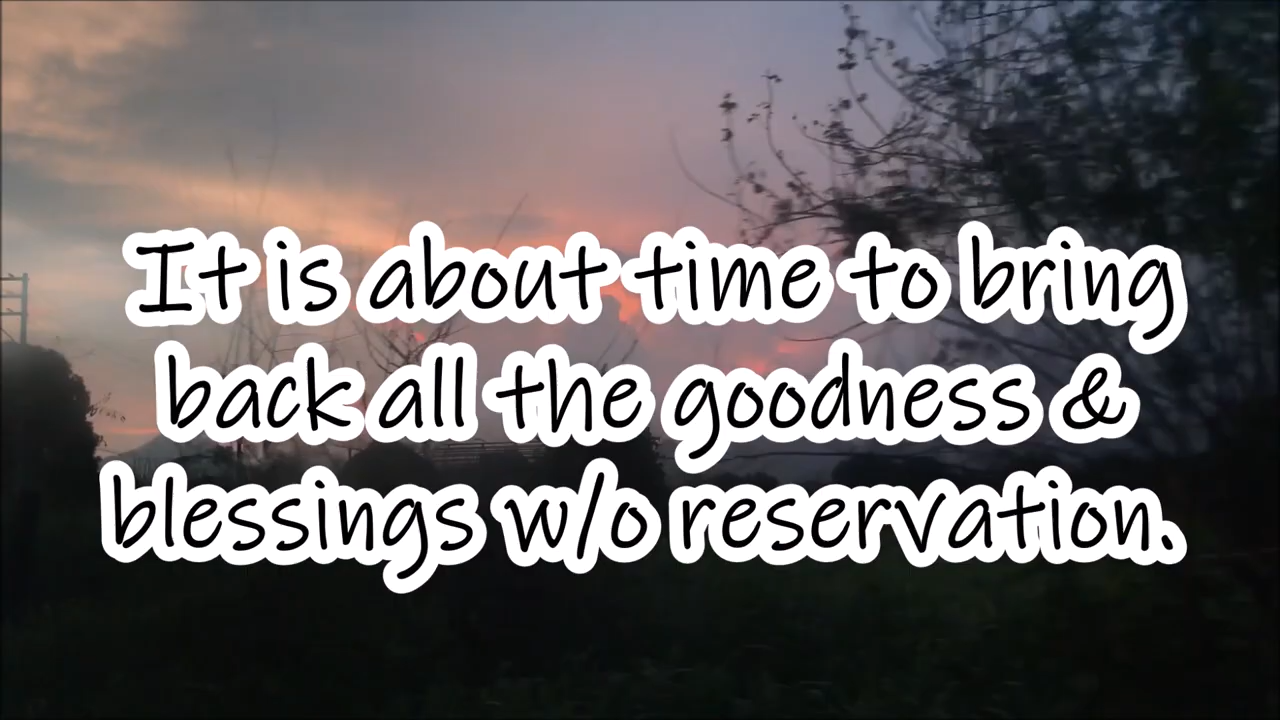 It is about time to bring
back all the goodness &
blessings w/o reservation.